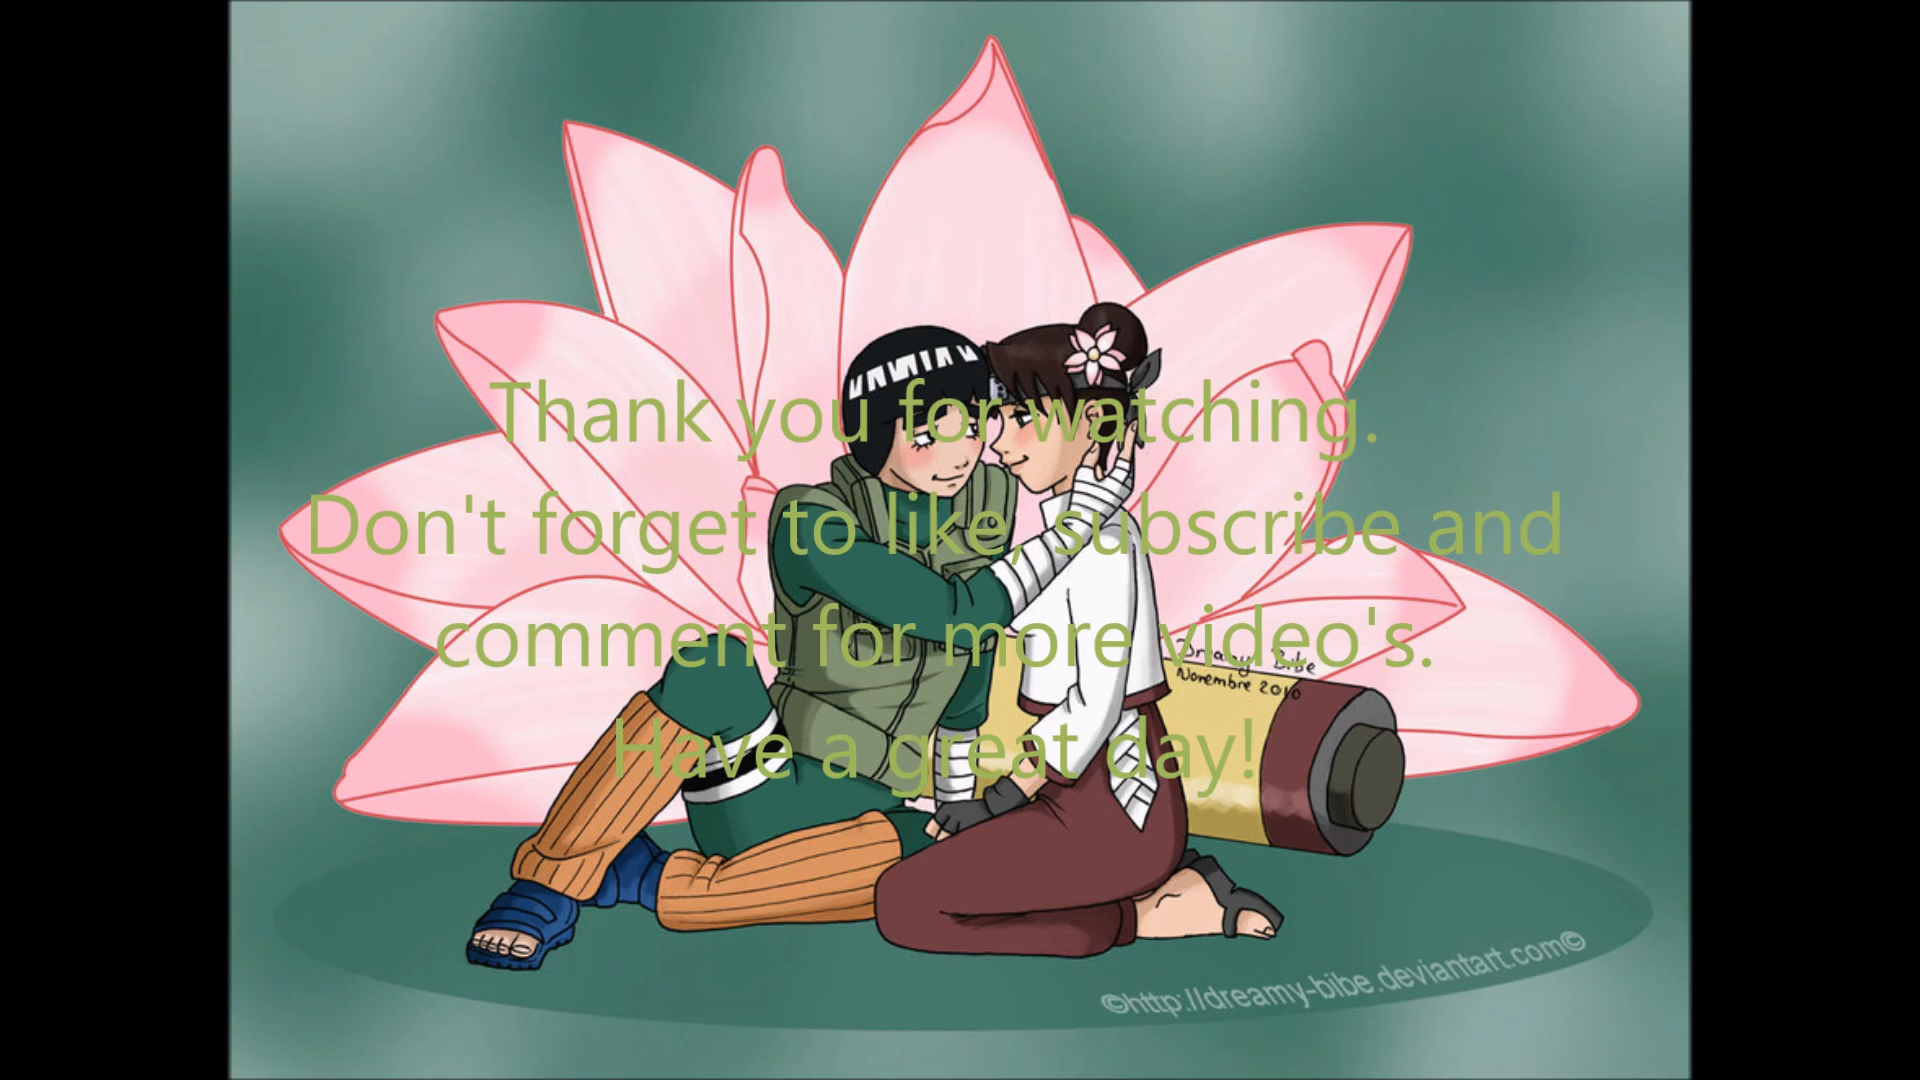 Thank you for watching.
Don't forget to like, subscribe and
comment for more video's.
Dreamy Bibe
Novembre 2010
Have a great day!
©http://dreamy-bibe.deviantart.com©